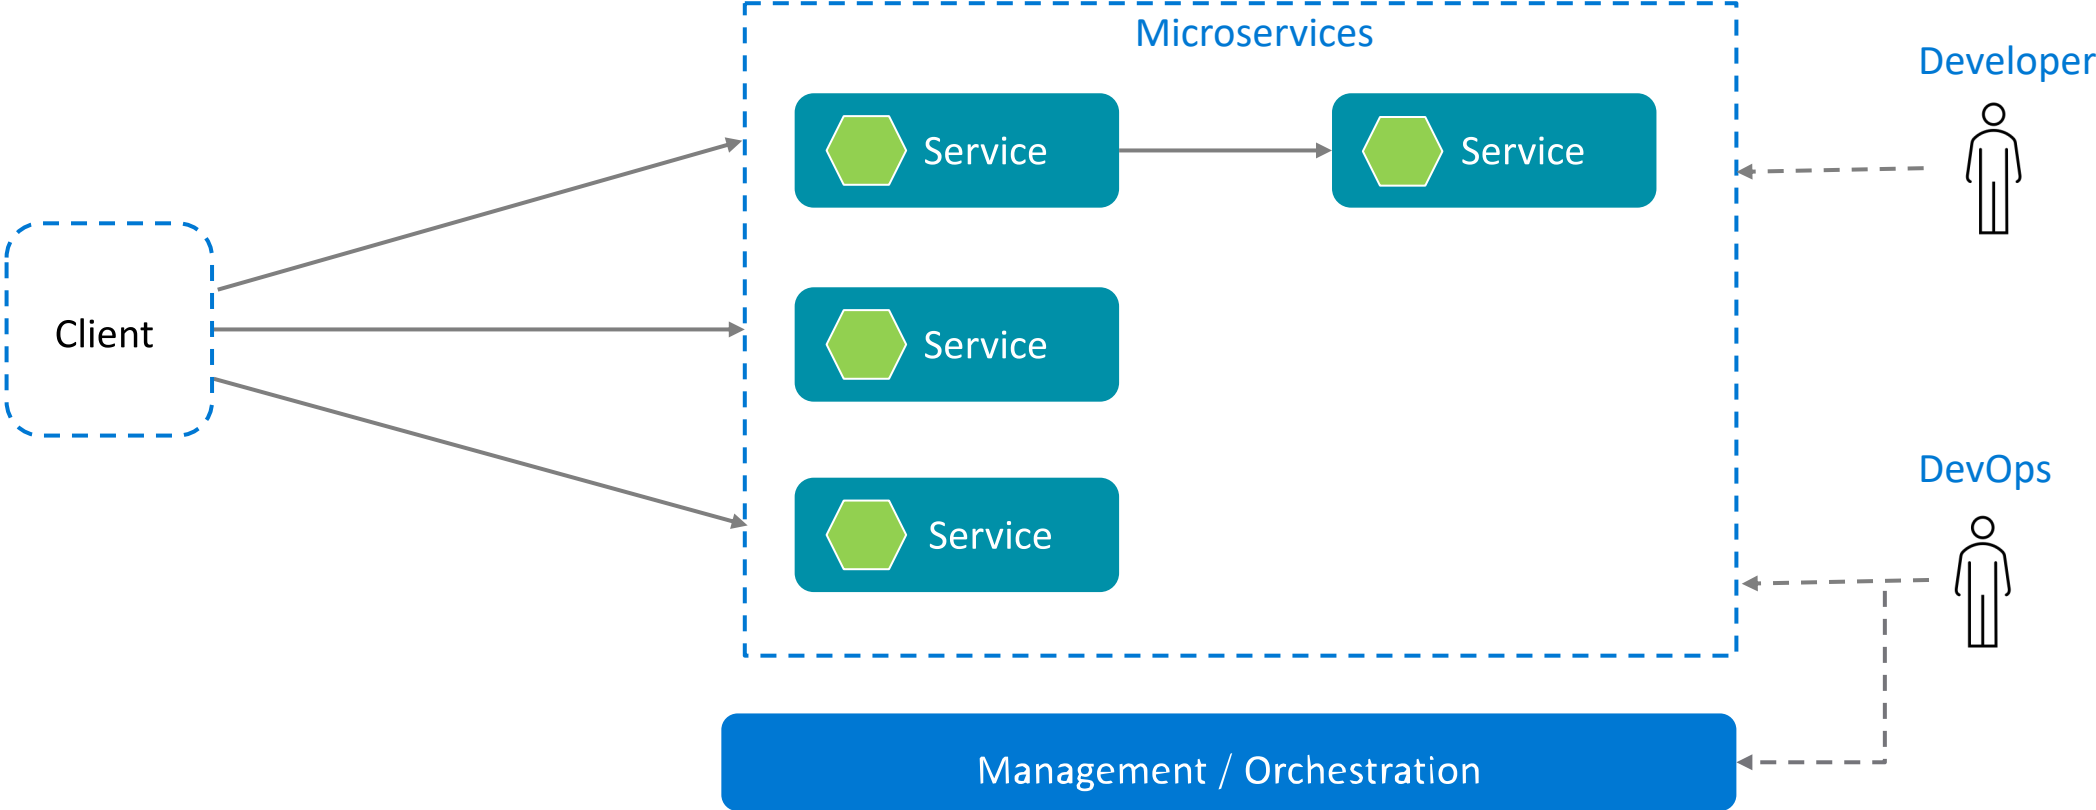 Microservices
Developer
Service
Service
Client
Service
DevOps
Service
Management / Orchestration